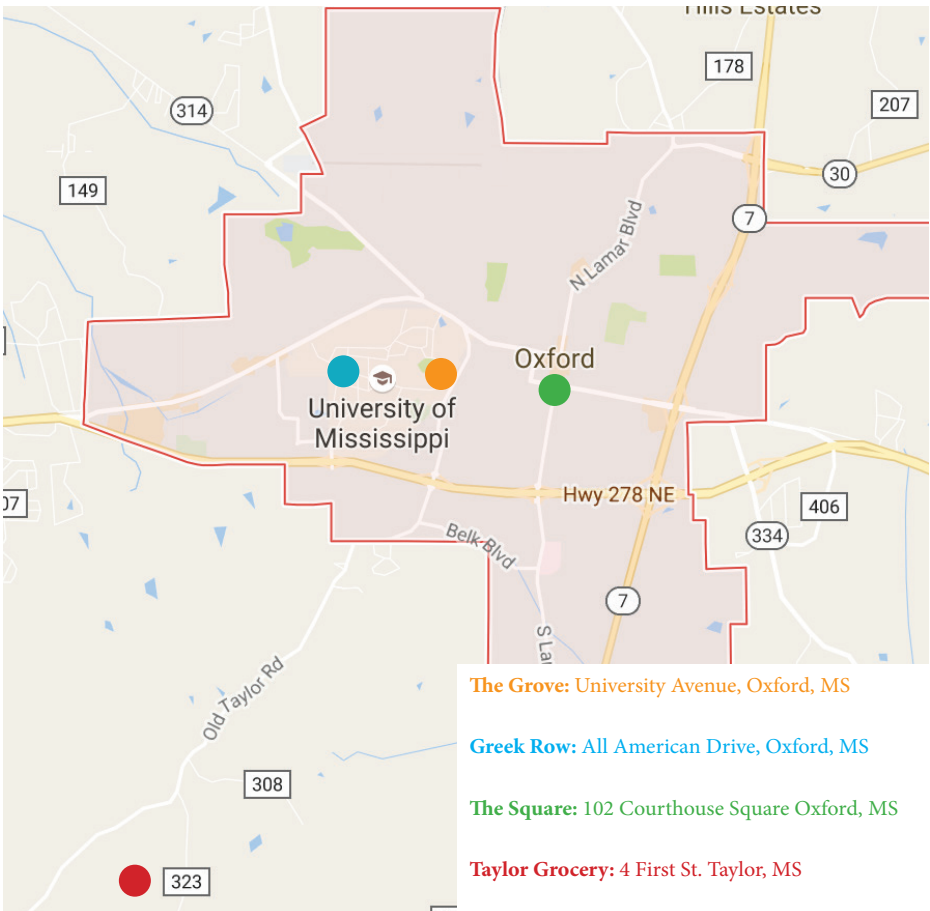 Hills Estates
178
314
207
30
149
7
N Lamar Blvd
Oxford
University of
Mississippi
Hwy 278 NE
07
406
Belk Blvd
334
7
S La
Old Taylor Rd
308
323
The Grove: University Avenue, Oxford, MS
Greek Row: All American Drive, Oxford, MS
The Square: 102 Courthouse Square Oxford, MS
Taylor Grocery: 4 First St. Taylor, MS